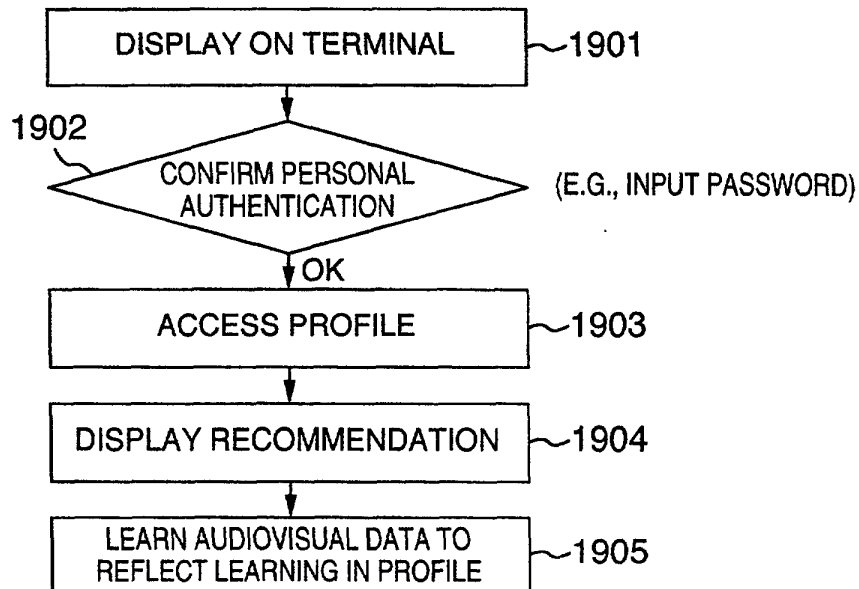 DISPLAY ON TERMINAL 1901
1902
CONFIRM PERSONAL
AUTHENTICATION
(E.G., INPUT PASSWORD)
OK
ACCESS PROFILE 1903
DISPLAY RECOMMENDATION 1904
LEARN AUDIOVISUAL DATA TO
REFLECT LEARNING IN PROFILE
1905